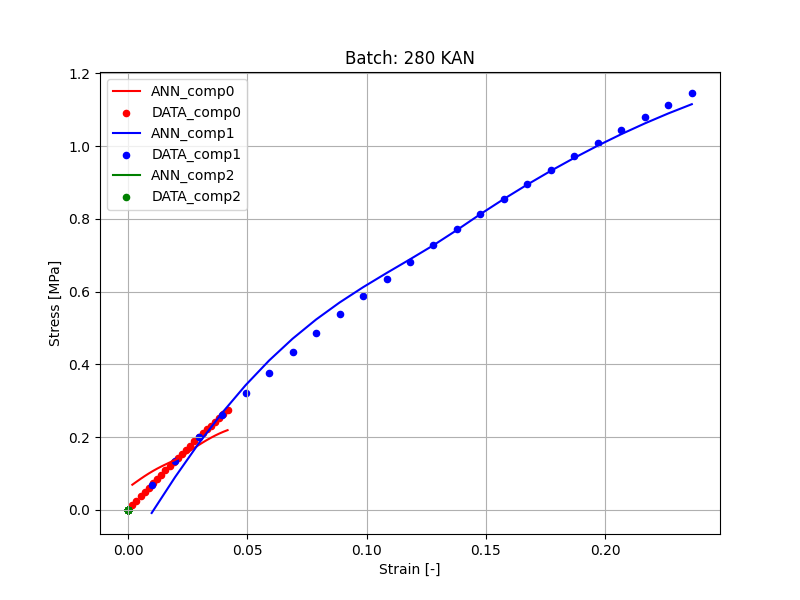 Batch: 280 KAN
1.2
1.0
0.8
0.6
0.4
0.2
0.0
Stress [MPa]
ANN_comp0
DATA_comp0
ANN_comp1
DATA_comp1
ANN_comp2
DATA_comp2
0.00
0.05
0.10
0.15
0.20
Strain [-]